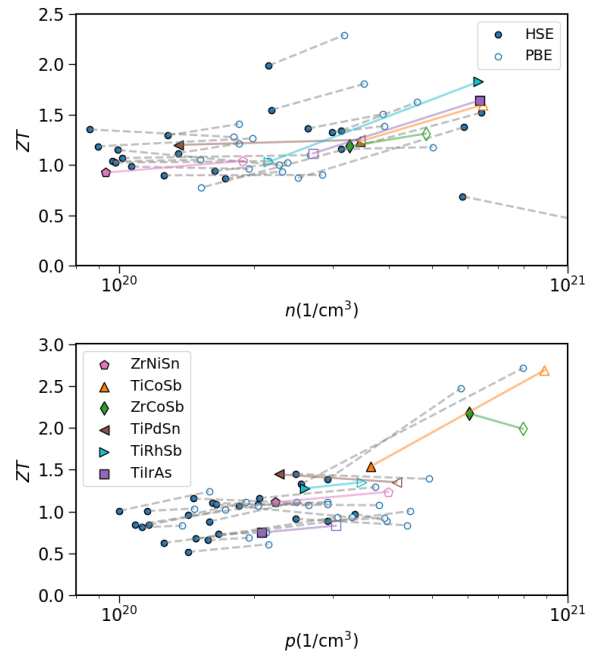 2.5
2.0
1.5
1.0
0.5
0.0
ZT
HSE
PBE
10^20
10^21
n(1/cm^3)
3.0
2.5
2.0
1.5
1.0
0.5
0.0
ZT
ZrNiSn
TiCoSb
ZrCoSb
TiPdSn
TiRhSb
TiIrAs
10^20
10^21
p(1/cm^3)